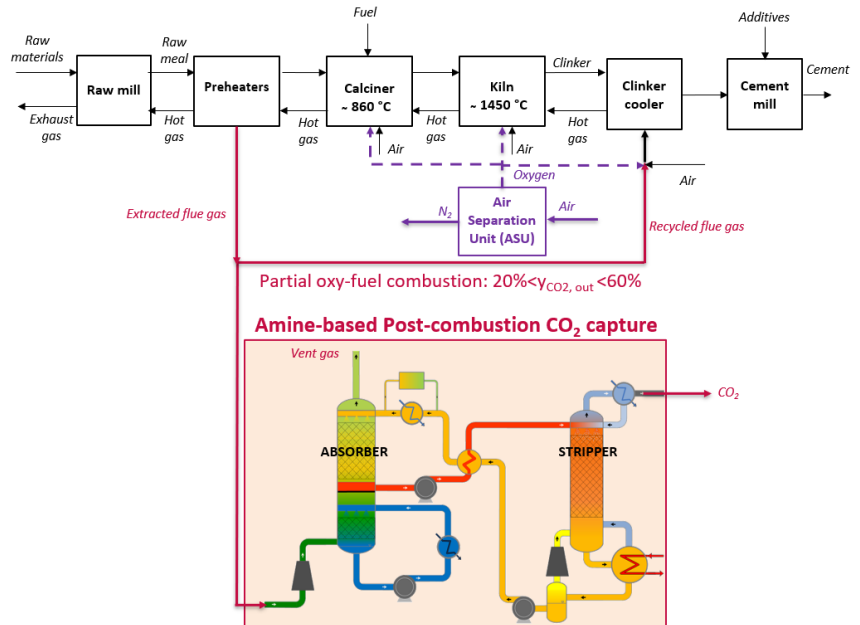 Fuel
Additives
Raw
materials
Raw
meal
Clinker
Cement
Raw mill
Preheaters
Calciner
~ 860 °C
Kiln
~ 1450 °C
Clinker
cooler
Cement
mill
Exhaust
gas
Hot
gas
Hot
gas
Hot
gas
Hot
gas
Air
Air
Air
Oxygen
Extracted flue gas
N2
Air
Separation
Unit (ASU)
Air
Recycled flue gas
Partial oxy-fuel combustion: 20%<yCO2, out <60%
Amine-based Post-combustion CO2 capture
Vent gas
CO2
ABSORBER
STRIPPER